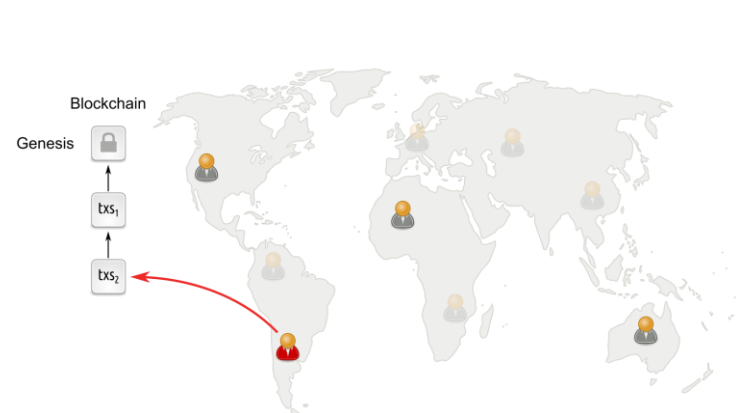 Blockchain
Genesis
txs₁
txs₂